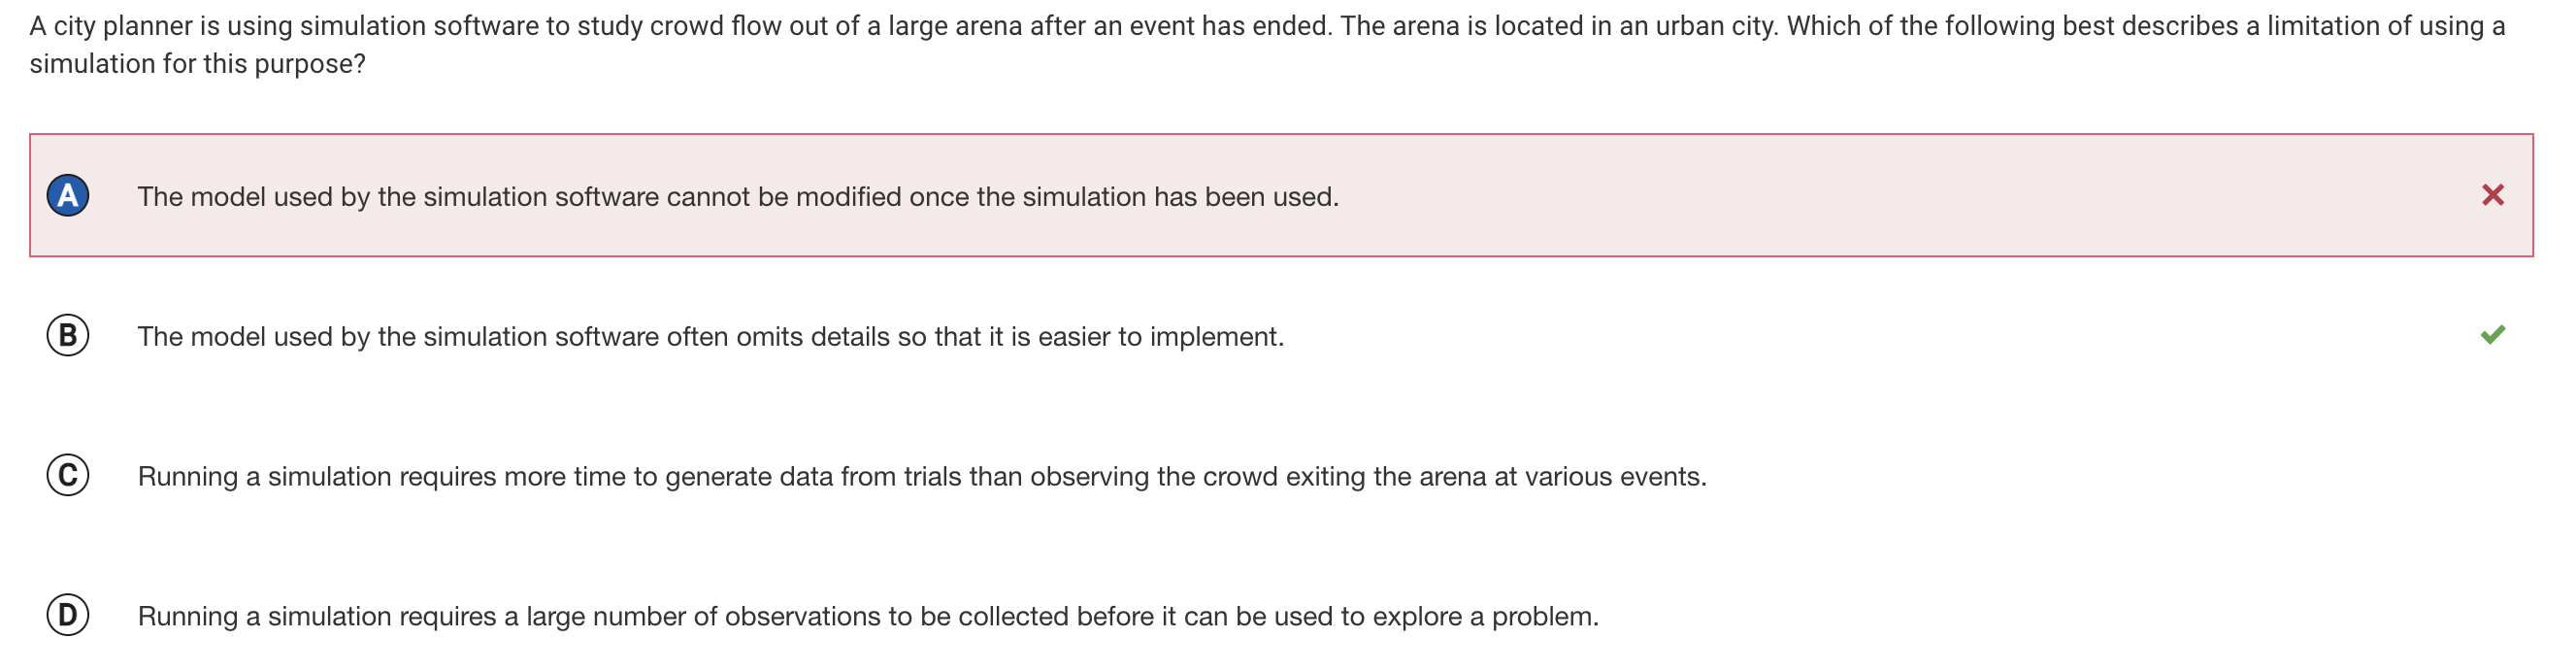 A city planner is using simulation software to study crowd flow out of a large arena after an event has ended. The arena is located in an urban city. Which of the following best describes a limitation of using a
simulation for this purpose?
A The model used by the simulation software cannot be modified once the simulation has been used.
B The model used by the simulation software often omits details so that it is easier to implement.
C Running a simulation requires more time to generate data from trials than observing the crowd exiting the arena at various events.
D Running a simulation requires a large number of observations to be collected before it can be used to explore a problem.